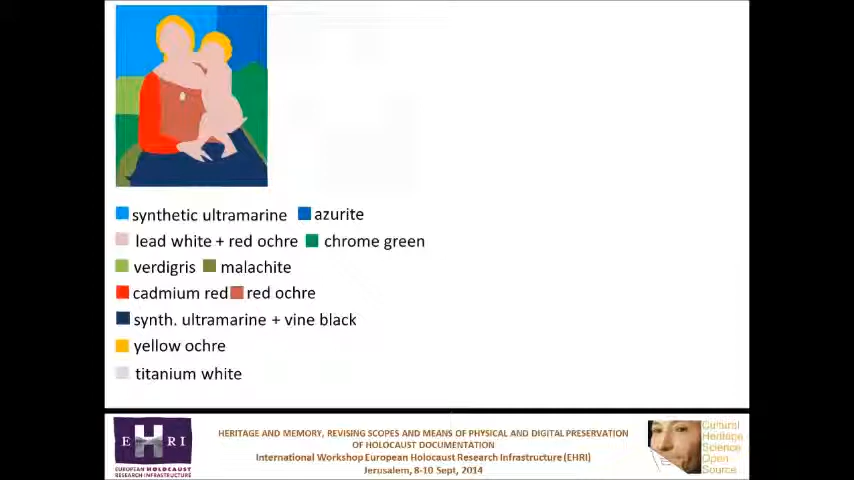 synthetic ultramarine azurite
lead white + red ochre chrome green
verdigris malachite
cadmium red red ochre
synth. ultramarine + vine black
yellow ochre
titanium white
EHRI
EUROPEAN HOLOCAUST
RESEARCH INFRASTRUCTURE
HERITAGE AND MEMORY, REVISING SCOPES AND MEANS OF PHYSICAL AND DIGITAL PRESERVATION
OF HOLOCAUST DOCUMENTATION
International Workshop European Holocaust Research Infrastructure (EHRI)
Jerusalem, 8-10 Sept, 2014
Cultural
Heritage
Science
Open
Source